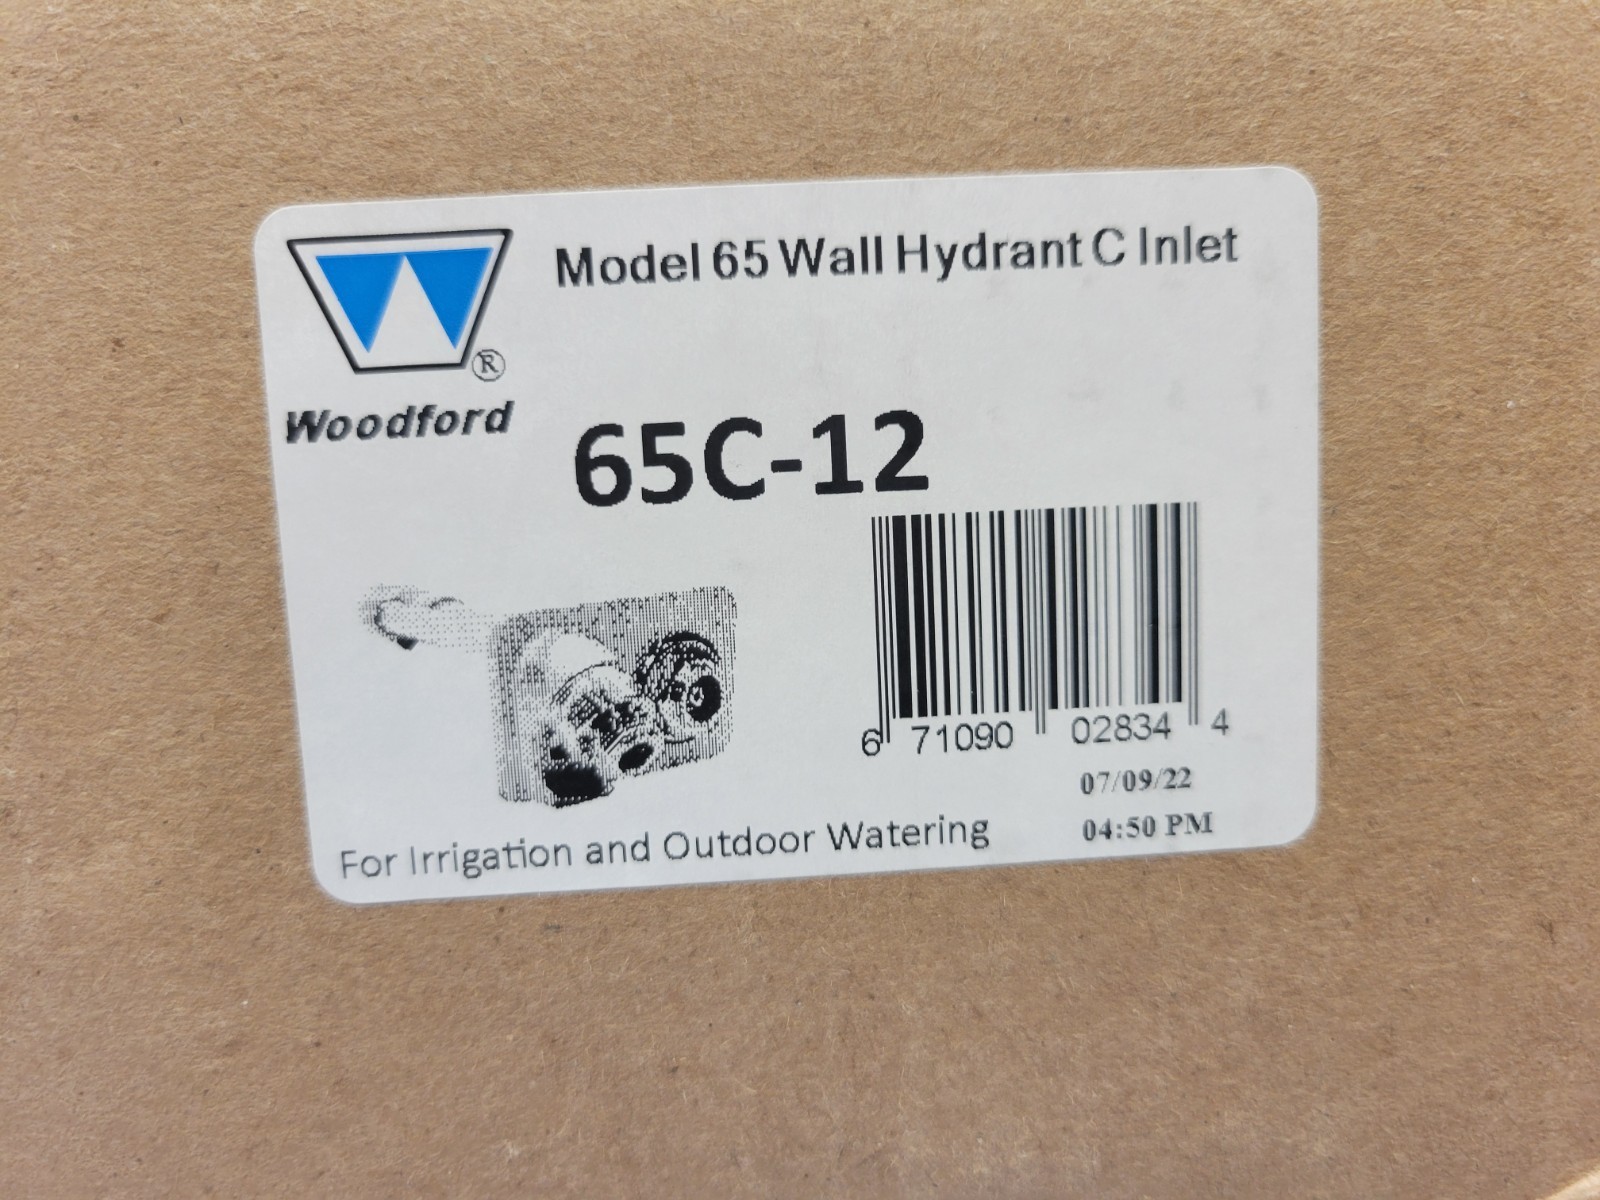 Model 65 Wall Hydrant C Inlet
®
Woodford
65C-12
6 71090 02834 4
07/09/22
04:50 PM
For Irrigation and Outdoor Watering